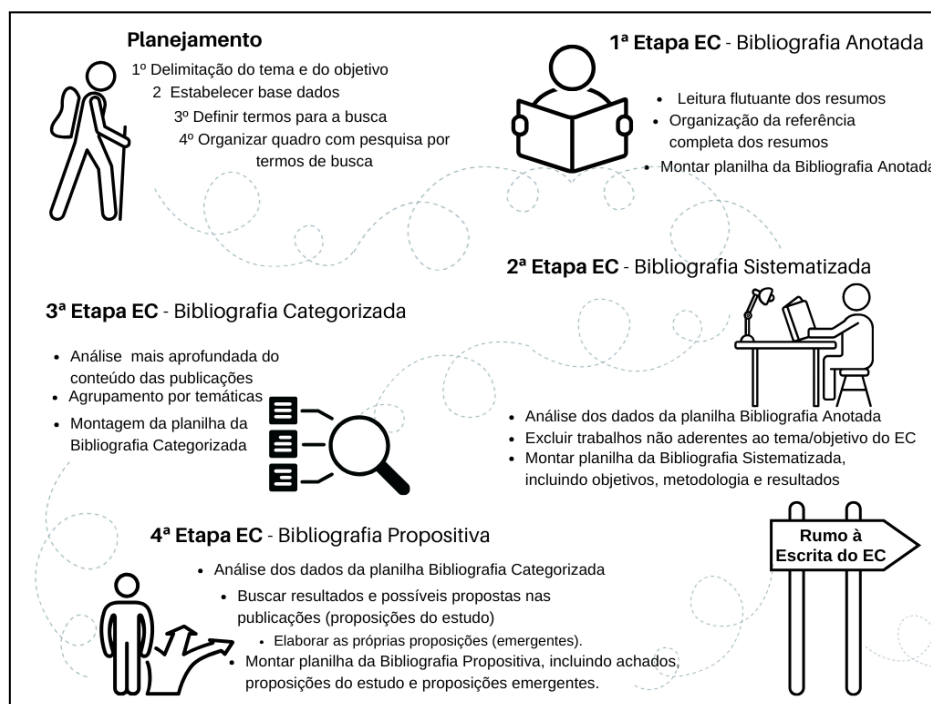 Planejamento
1º Delimitação do tema e do objetivo
2 Estabelecer base dados
3º Definir termos para a busca
4º Organizar quadro com pesquisa por
termos de busca
1ª Etapa EC - Bibliografia Anotada
• Leitura flutuante dos resumos
• Organização da referência
completa dos resumos
• Montar planilha da Bibliografia Anotada
2ª Etapa EC - Bibliografia Sistematizada
• Análise dos dados da planilha Bibliografia Anotada
• Excluir trabalhos não aderentes ao tema/objetivo do EC
• Montar planilha da Bibliografia Sistematizada,
incluindo objetivos, metodologia e resultados
3ª Etapa EC - Bibliografia Categorizada
• Análise mais aprofundada do
conteúdo das publicações
• Agrupamento por temáticas
• Montagem da planilha da
Bibliografia Categorizada
4ª Etapa EC - Bibliografia Propositiva
• Análise dos dados da planilha Bibliografia Categorizada
• Buscar resultados e possíveis propostas nas
publicações (proposições do estudo)
• Elaborar as próprias proposições (emergentes).
• Montar planilha da Bibliografia Propositiva, incluindo achados,
proposições do estudo e proposições emergentes.
Rumo à
Escrita do EC